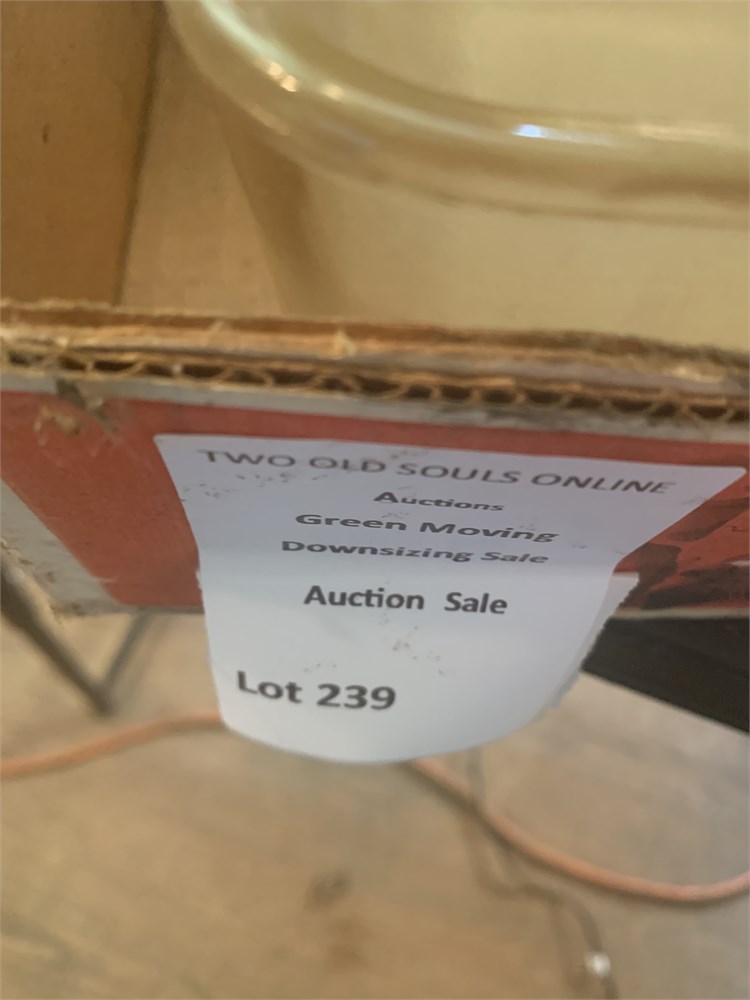 TWO OLD SOULS ONLINE
Auctions
Green Moving
Downsizing Sale
Auction Sale
Lot 239